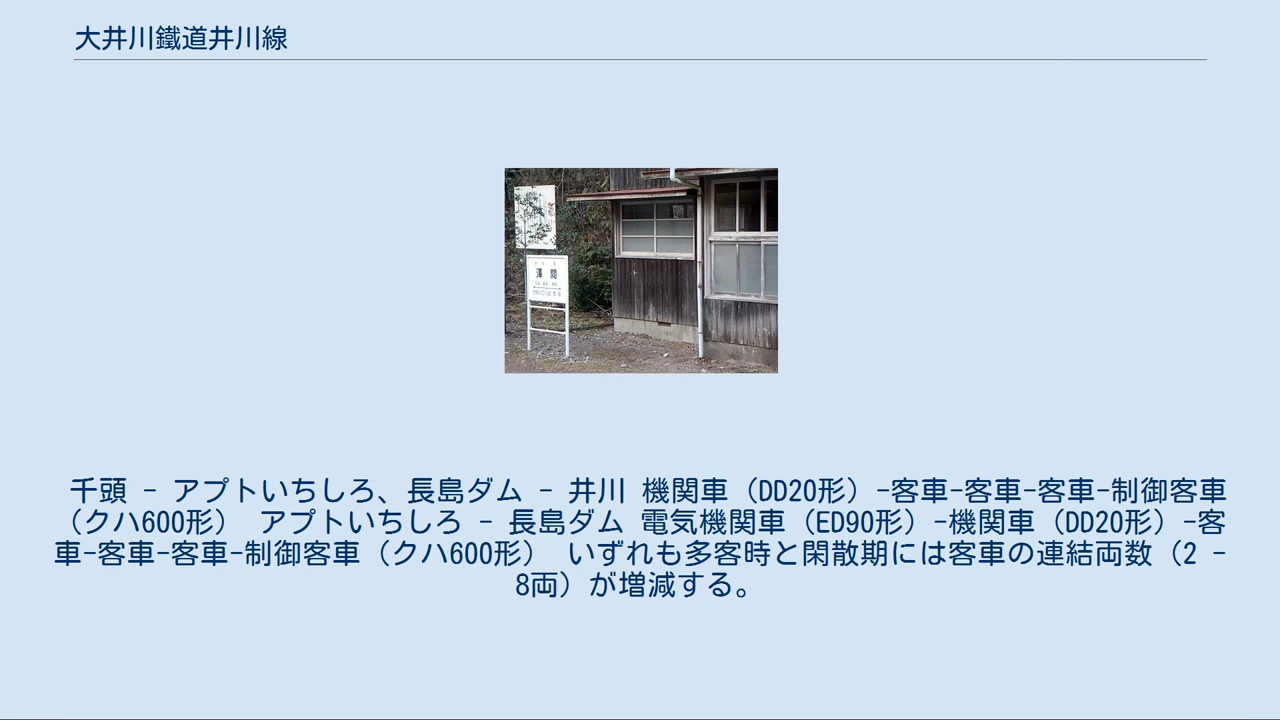 大井川鐵道井川線
澤間
千頭 － アプトいちしろ、長島ダム － 井川 機関車（DD20形）-客車-客車-客車-制御客車
（クハ600形） アプトいちしろ － 長島ダム 電気機関車（ED90形）-機関車（DD20形）-客
車-客車-客車-制御客車（クハ600形） いずれも多客時と閑散期には客車の連結両数（2 －
8両）が増減する。